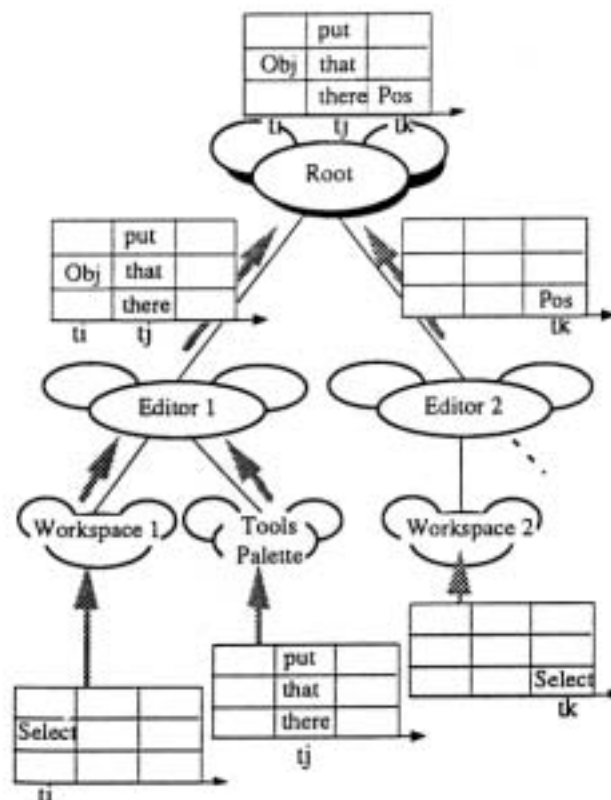 put
Obj that
there Pos
ti tj tk
Root
put
Obj that
there
ti tj
Pos
tk
Editor 1
Editor 2
Workspace 1
Tools
Palette
Workspace 2
Select
ti
put
that
there
tj
Select
tk